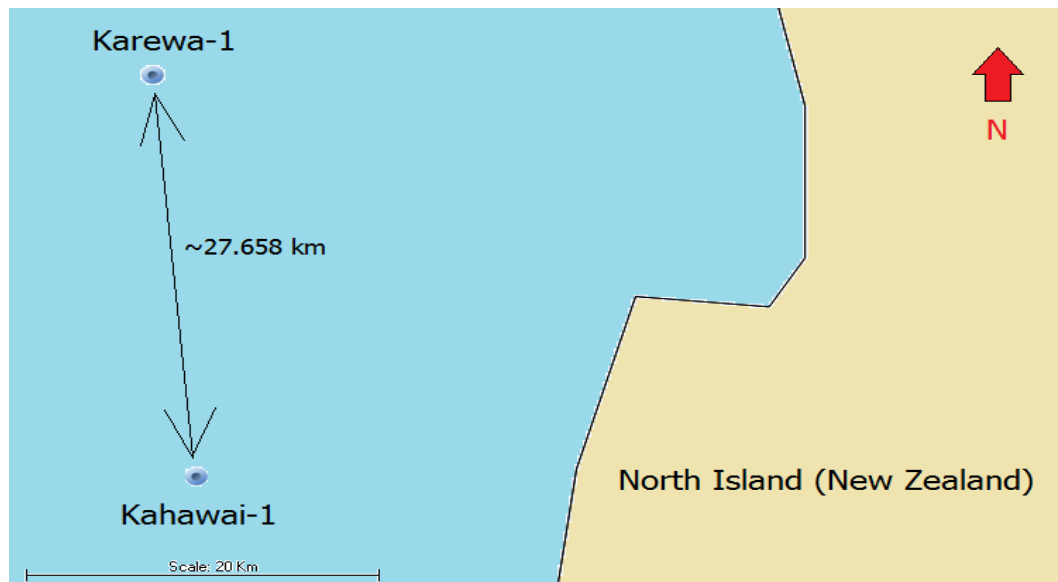 Karewa-1
N
~27.658 km
North Island (New Zealand)
Kahawai-1
Scale: 20 Km